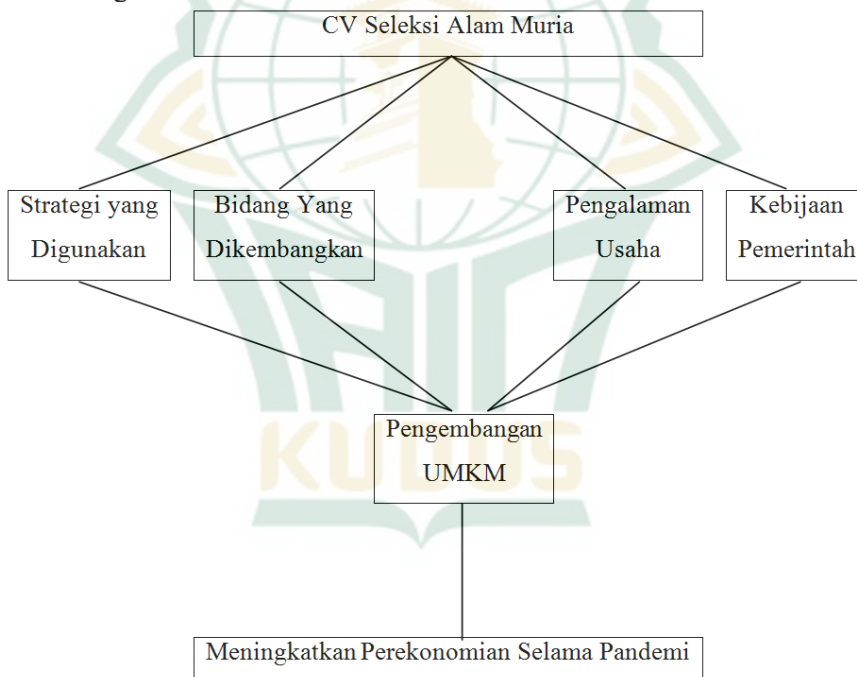 CV Seleksi Alam Muria
Strategi yang
Digunakan
Bidang Yang
Dikembangkan
Pengalaman
Usaha
Kebijaan
Pemerintah
Pengembangan
UMKM
KUDUS
Meningkatkan Perekonomian Selama Pandemi